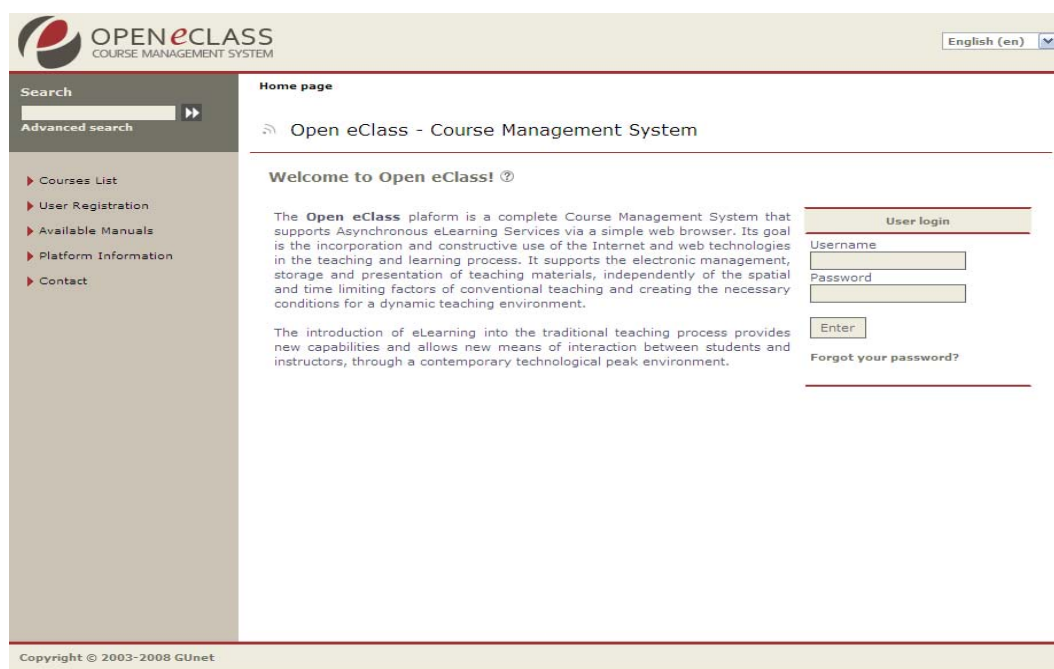 OPENeCLASS
COURSE MANAGEMENT SYSTEM
English (en)
Search
Advanced search
Courses List
User Registration
Available Manuals
Platform Information
Contact
Home page
Open eClass - Course Management System
Welcome to Open eClass!
The Open eClass plaform is a complete Course Management System that
supports Asynchronous eLearning Services via a simple web browser. Its goal
is the incorporation and constructive use of the Internet and web technologies
in the teaching and learning process. It supports the electronic management,
storage and presentation of teaching materials, independently of the spatial
and time limiting factors of conventional teaching and creating the necessary
conditions for a dynamic teaching environment.
The introduction of eLearning into the traditional teaching process provides
new capabilities and allows new means of interaction between students and
instructors, through a contemporary technological peak environment.
User login
Username
Password
Enter
Forgot your password?
Copyright © 2003-2008 GUnet